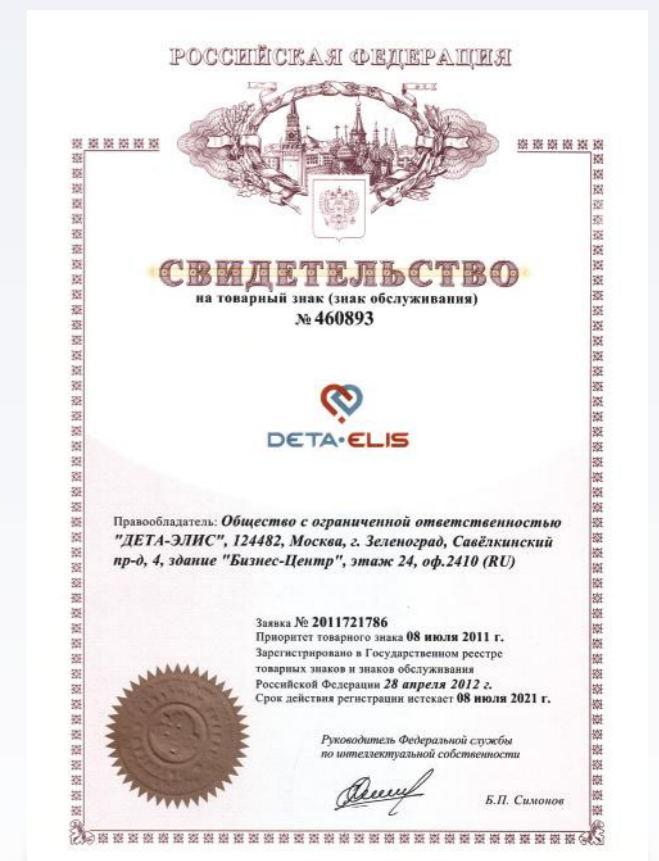 РОССИЙСКАЯ ФЕДЕРАЦИЯ
СВИДЕТЕЛЬСТВО
на товарный знак (знак обслуживания)
№ 460893
DETA·ELIS
Правообладатель: Общество с ограниченной ответственностью
"ДЕТА-ЭЛИС", 124482, Москва, г. Зеленоград, Савёлкинский
пр-д, 4, здание "Бизнес-Центр", этаж 24, оф.2410 (RU)
Заявка № 2011721786
Приоритет товарного знака 08 июля 2011 г.
Зарегистрировано в Государственном реестре
товарных знаков и знаков обслуживания
Российской Федерации 28 апреля 2012 г.
Срок действия регистрации истекает 08 июля 2021 г.
Руководитель Федеральной службы
по интеллектуальной собственности
Б.П. Симонов